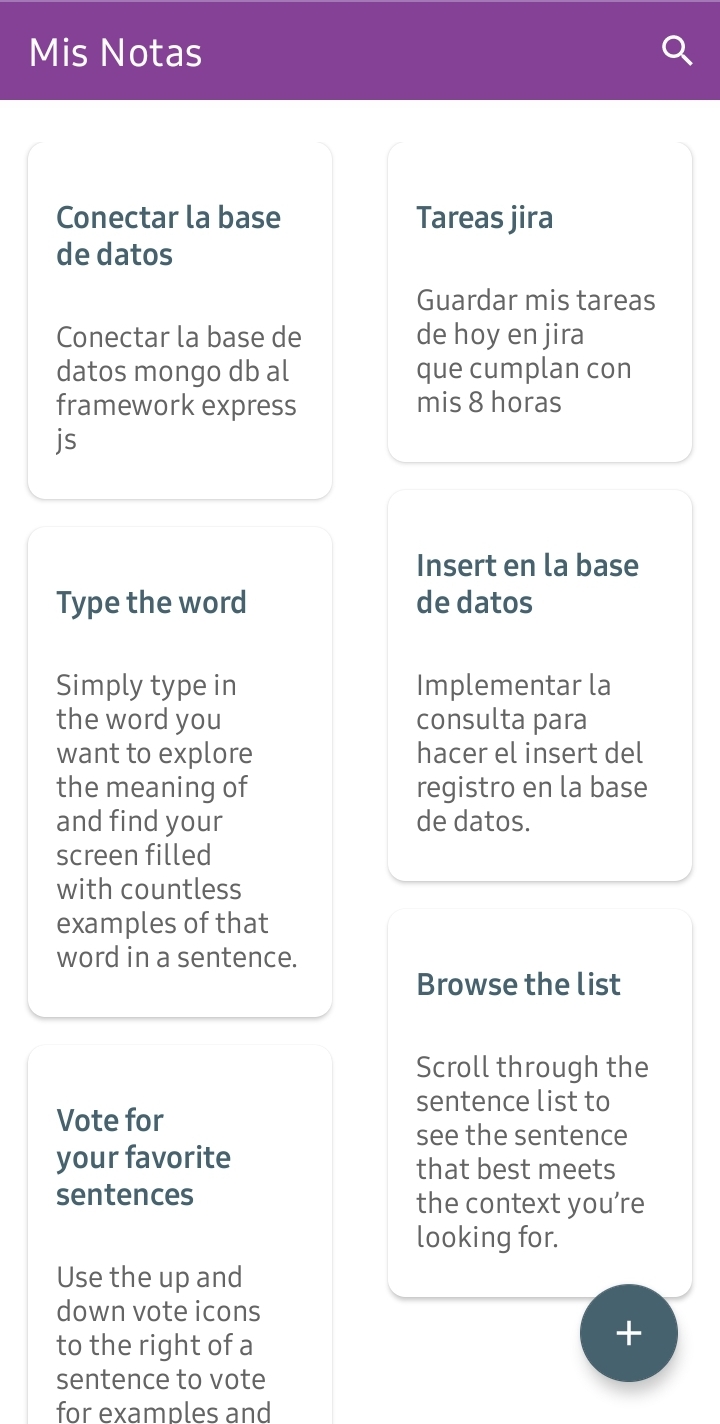 Mis Notas
Conectar la base
de datos
Conectar la base de
datos mongo db al
framework express
js
Tareas jira
Guardar mis tareas
de hoy en jira
que cumplan con
mis 8 horas
Type the word
Simply type in
the word you
want to explore
the meaning of
and find your
screen filled
with countless
examples of that
word in a sentence.
Insert en la base
de datos
Implementar la
consulta para
hacer el insert del
registro en la base
de datos.
Vote for
your favorite
sentences
Use the up and
down vote icons
to the right of a
sentence to vote
for examples and
Browse the list
Scroll through the
sentence list to
see the sentence
that best meets
the context you’re
looking for.
+